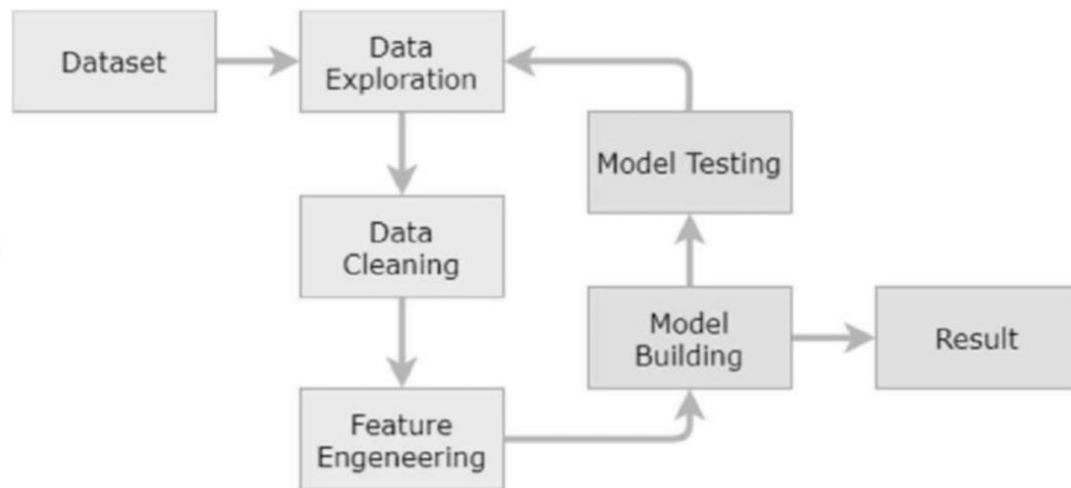 Dataset
Data
Exploration
Data
Cleaning
Feature
Engeneering
Model Testing
Model
Building
Result